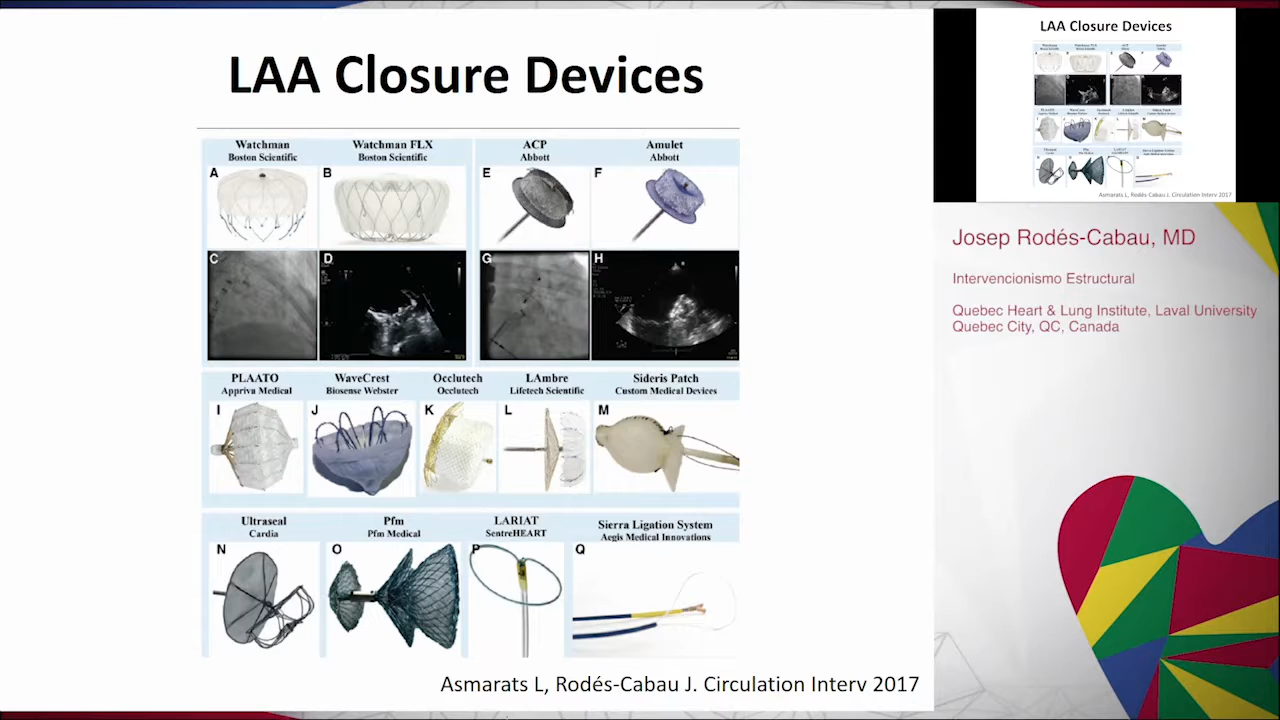 LAA Closure Devices
Watchman
Boston Scientific
Watchman FLX
Boston Scientific
ACP
Abbott
Amulet
Abbott
A
B
E
F
C
D
G
H
PLAATO
Appriva Medical
WaveCrest
Biosense Webster
Occlutech
Occlutech
LAmbre
Lifetech Scientific
Sideris Patch
Custom Medical Devices
I
J
K
L
M
Ultraseal
Cardia
Pfm
Pfm Medical
LARIAT
SentreHEART
Sierra Ligation System
Aegis Medical Innovations
N
O
P
Q
Asmarats L, Rodés-Cabau J. Circulation Interv 2017
LAA Closure Devices
Asmarats L, Rodés-Cabau J. Circulation Interv 2017
Josep Rodés-Cabau, MD
Intervencionismo Estructural
Quebec Heart & Lung Institute, Laval University
Quebec City, QC, Canada